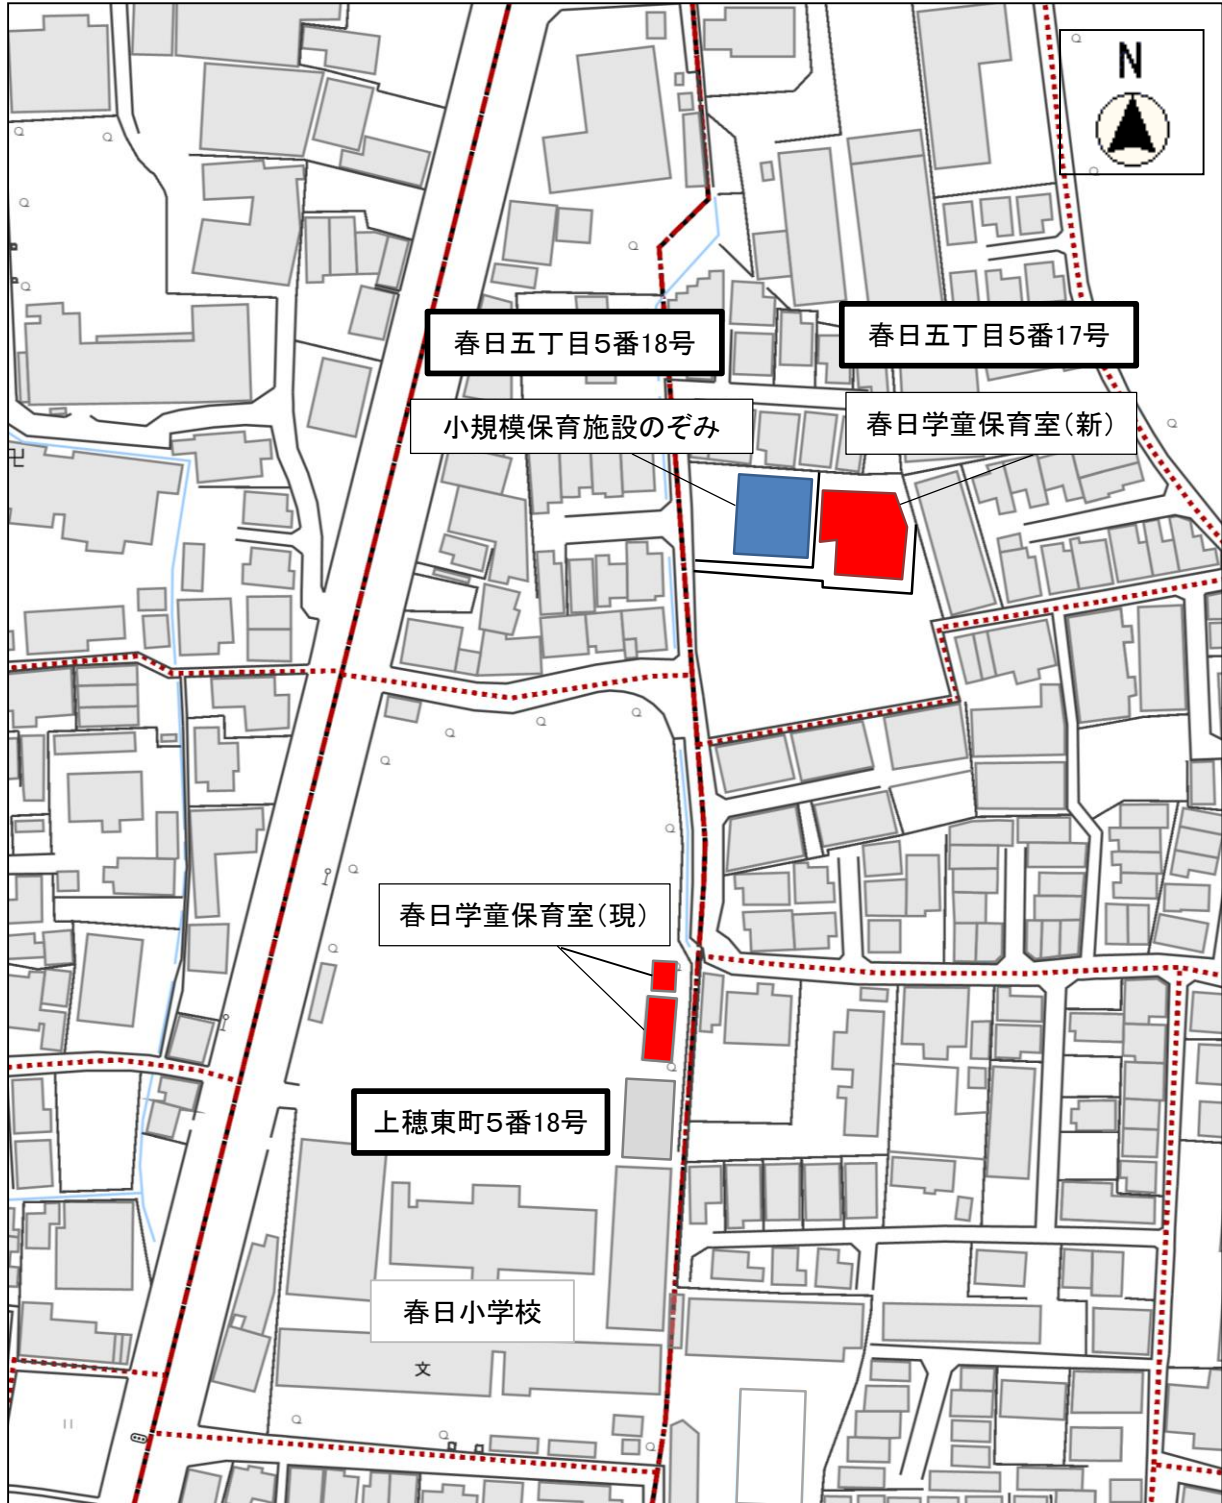 N
春日五丁目5番18号
春日五丁目5番17号
小規模保育施設のぞみ
春日学童保育室(新)
春日学童保育室(現)
上穂東町5番18号
春日小学校
文